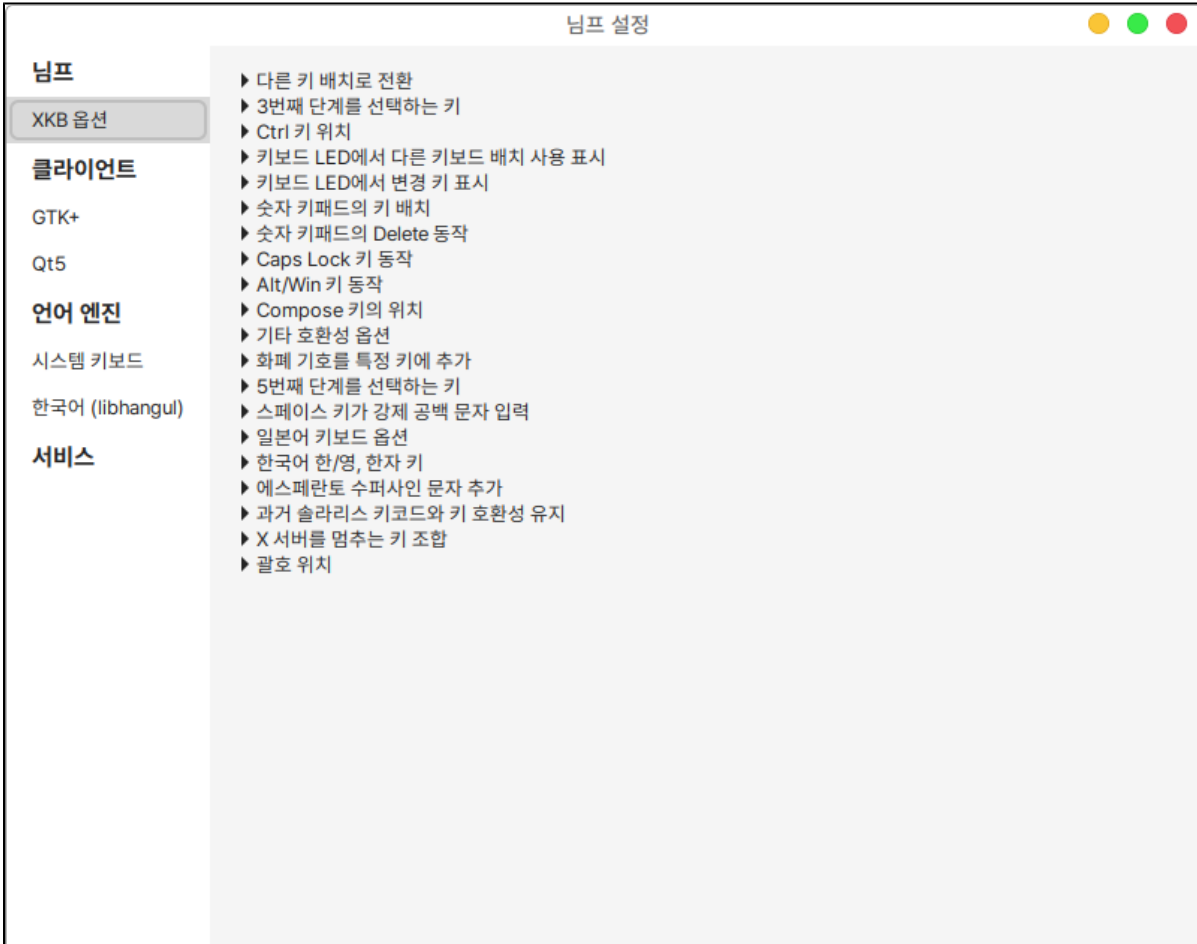 님프 설정
님프
XKB 옵션
클라이언트
GTK+
Qt5
언어 엔진
시스템 키보드
한국어 (libhangul)
서비스
다른 키 배치로 전환
3번째 단계를 선택하는 키
Ctrl 키 위치
키보드 LED에서 다른 키보드 배치 사용 표시
키보드 LED에서 변경 키 표시
숫자 키패드의 키 배치
숫자 키패드의 Delete 동작
Caps Lock 키 동작
Alt/Win 키 동작
Compose 키의 위치
기타 호환성 옵션
화폐 기호를 특정 키에 추가
5번째 단계를 선택하는 키
스페이스 키가 강제 공백 문자 입력
일본어 키보드 옵션
한국어 한/영, 한자 키
에스페란토 수퍼사인 문자 추가
과거 솔라리스 키코드와 키 호환성 유지
X 서버를 멈추는 키 조합
괄호 위치